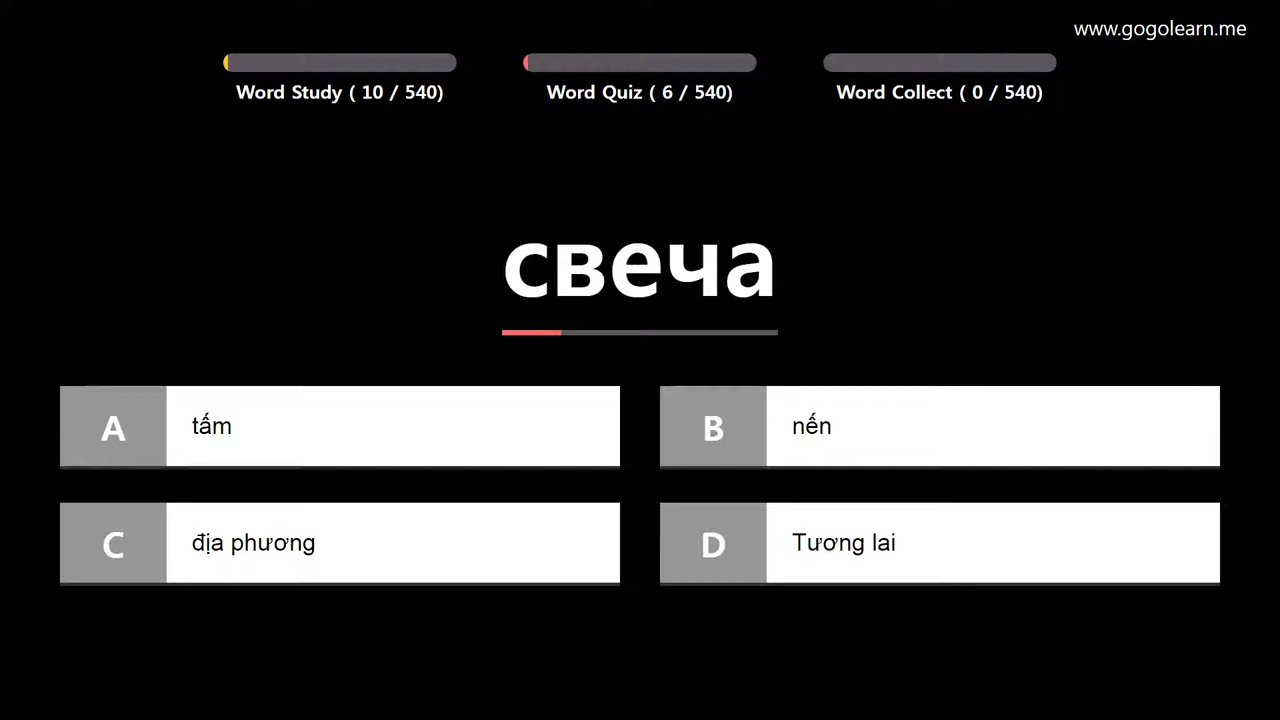 www.gogolearn.me
Word Study ( 10 / 540)
Word Quiz ( 6 / 540)
Word Collect ( 0 / 540)
свеча
A tấm
B nến
C địa phương
D Tương lai